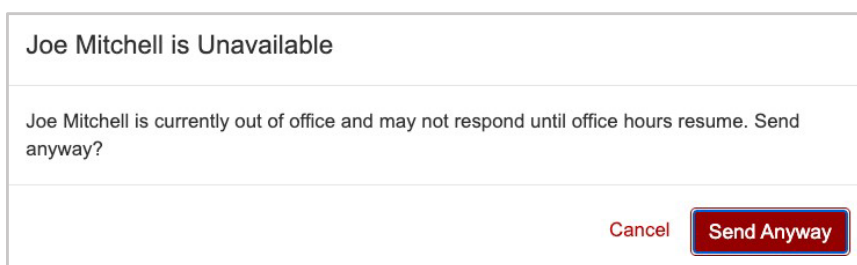 Joe Mitchell is Unavailable
Joe Mitchell is currently out of office and may not respond until office hours resume. Send
anyway?
Cancel
Send Anyway